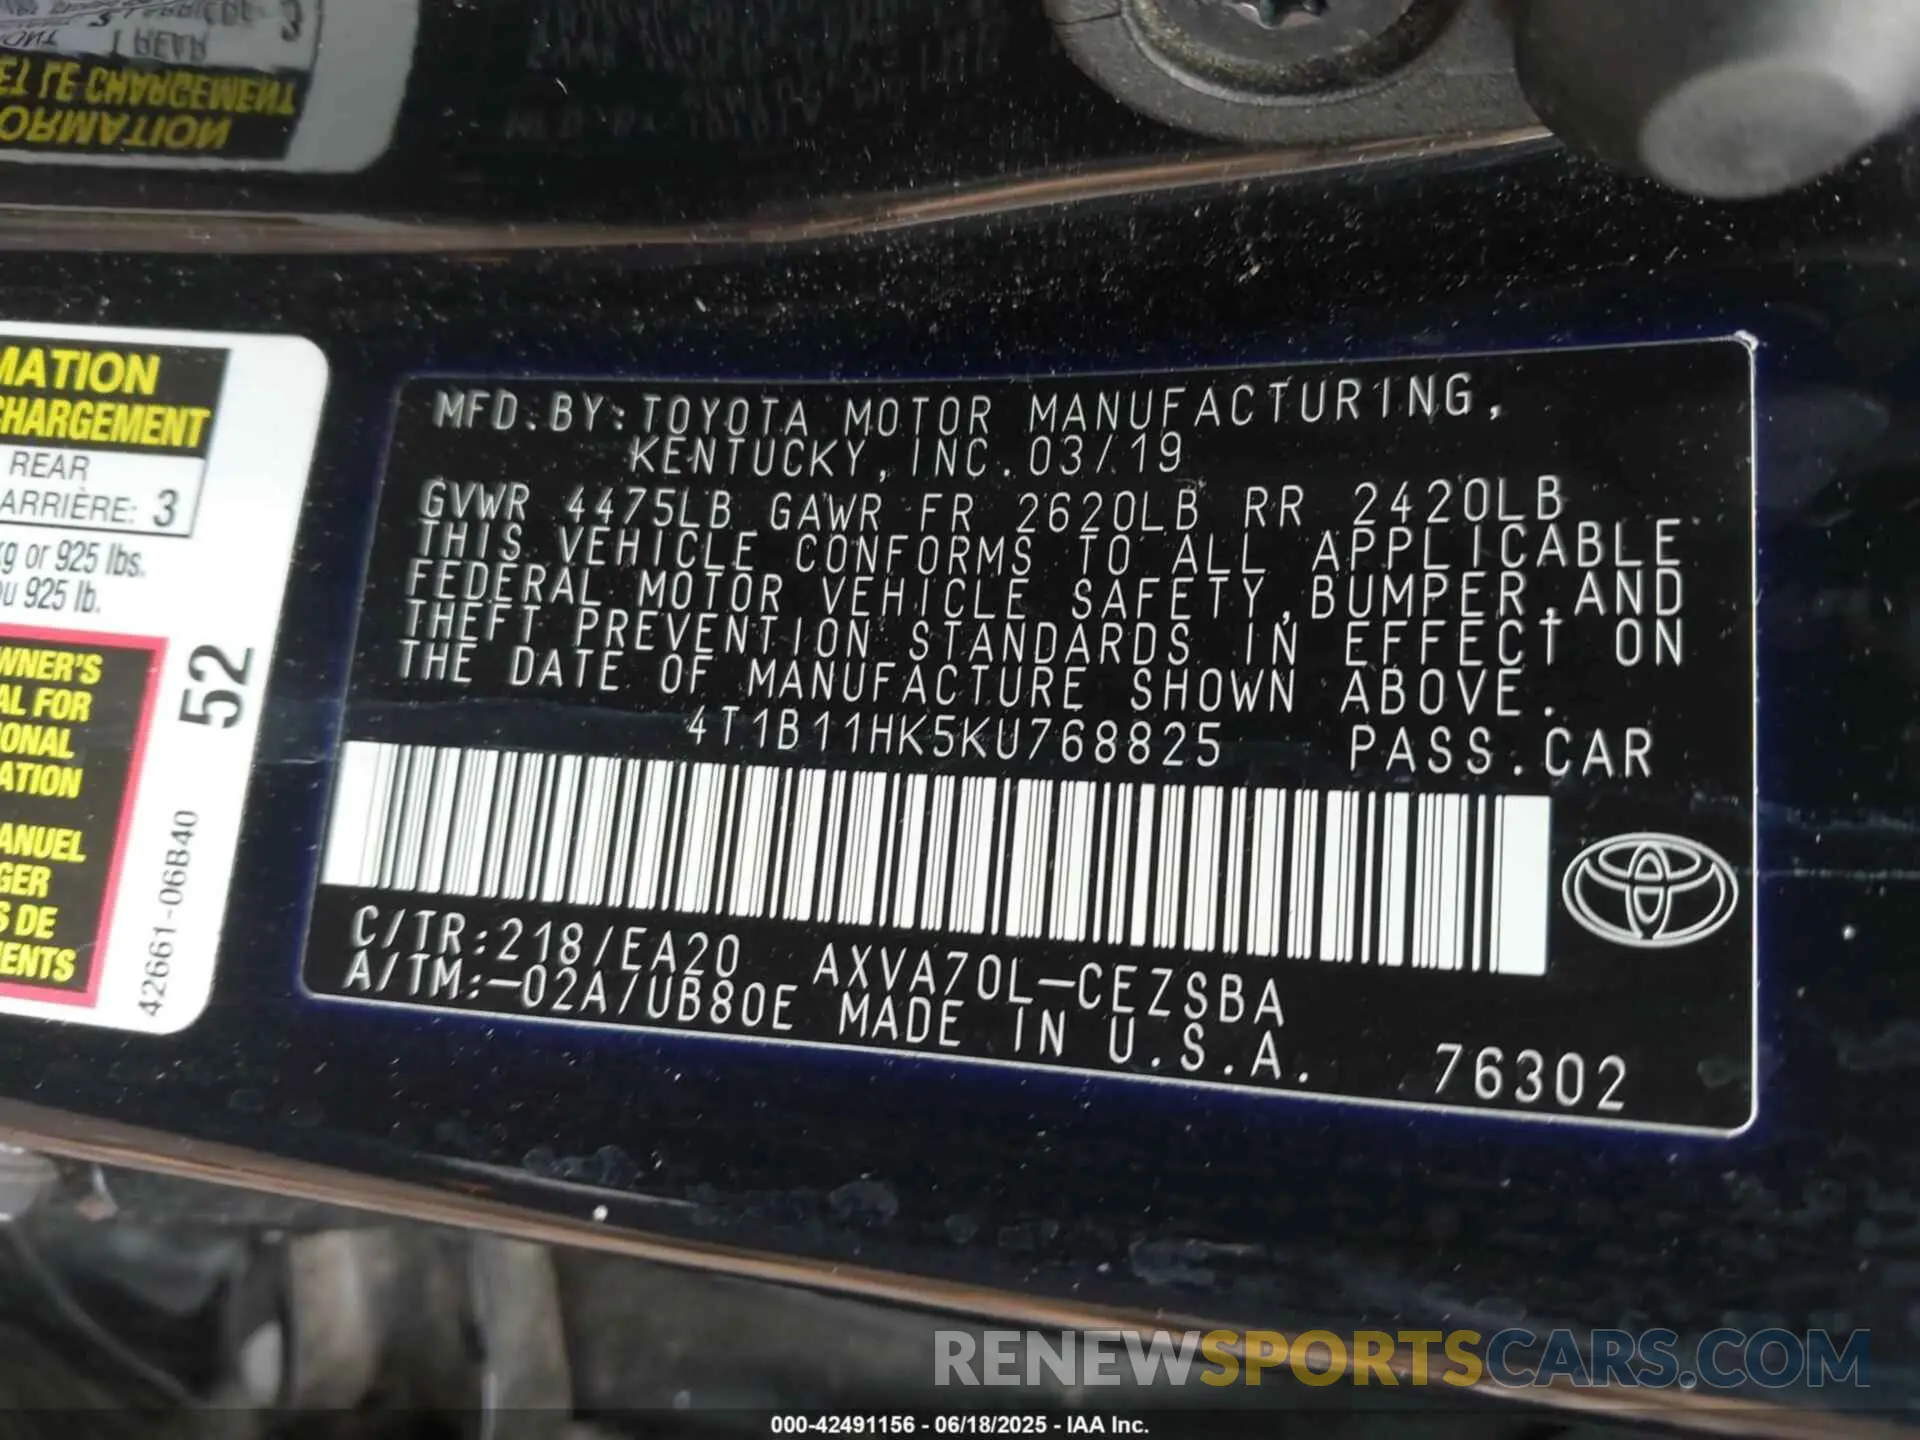 ET LE CHARGEMENT
ORMATION
MATION
CHARGEMENT
REAR
ARRIÈRE: 3
kg or 925 lbs.
ou 925 lb.
WNER'S
AL FOR
IONAL
ATION
ANUEL
GER
S DE
ENTS
52
42661-06B40
MFD.BY:TOYOTA MOTOR MANUFACTURING,
KENTUCKY, INC. 03/19
GVWR 4475LB GAWR FR 2620LB RR 2420LB
THIS VEHICLE CONFORMS TO ALL APPLICABLE
FEDERAL MOTOR VEHICLE SAFETY,BUMPER,AND
THEFT PREVENTION STANDARDS IN EFFECT ON
THE DATE OF MANUFACTURE SHOWN ABOVE.
4T1B11HK5KU768825 PASS.CAR
C/TR:218/EA20 AXVA70L-CEZSBA
A/TM:-02A/UB80E MADE IN U.S.A. 76302
RENEWSPORTSCARS.COM
000-42491156 - 06/18/2025 - IAA Inc.